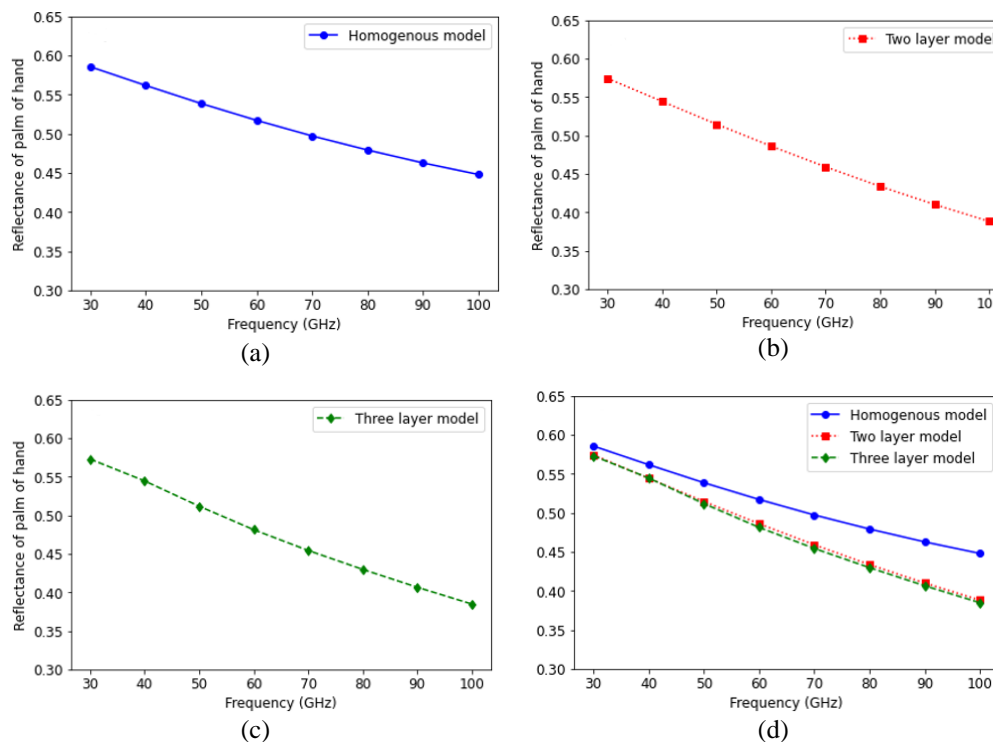 0.65
0.60
0.55
0.50
0.45
0.40
0.35
0.30
Reflectance of palm of hand
Homogenous model
30 40 50 60 70 80 90 100
Frequency (GHz)
(a)
0.65
0.60
0.55
0.50
0.45
0.40
0.35
0.30
Reflectance of palm of hand
Two layer model
30 40 50 60 70 80 90 100
Frequency (GHz)
(b)
0.65
0.60
0.55
0.50
0.45
0.40
0.35
0.30
Reflectance of palm of hand
Three layer model
30 40 50 60 70 80 90 100
Frequency (GHz)
(c)
0.65
0.60
0.55
0.50
0.45
0.40
0.35
0.30
Reflectance of palm of hand
Homogenous model
Two layer model
Three layer model
30 40 50 60 70 80 90 100
Frequency (GHz)
(d)